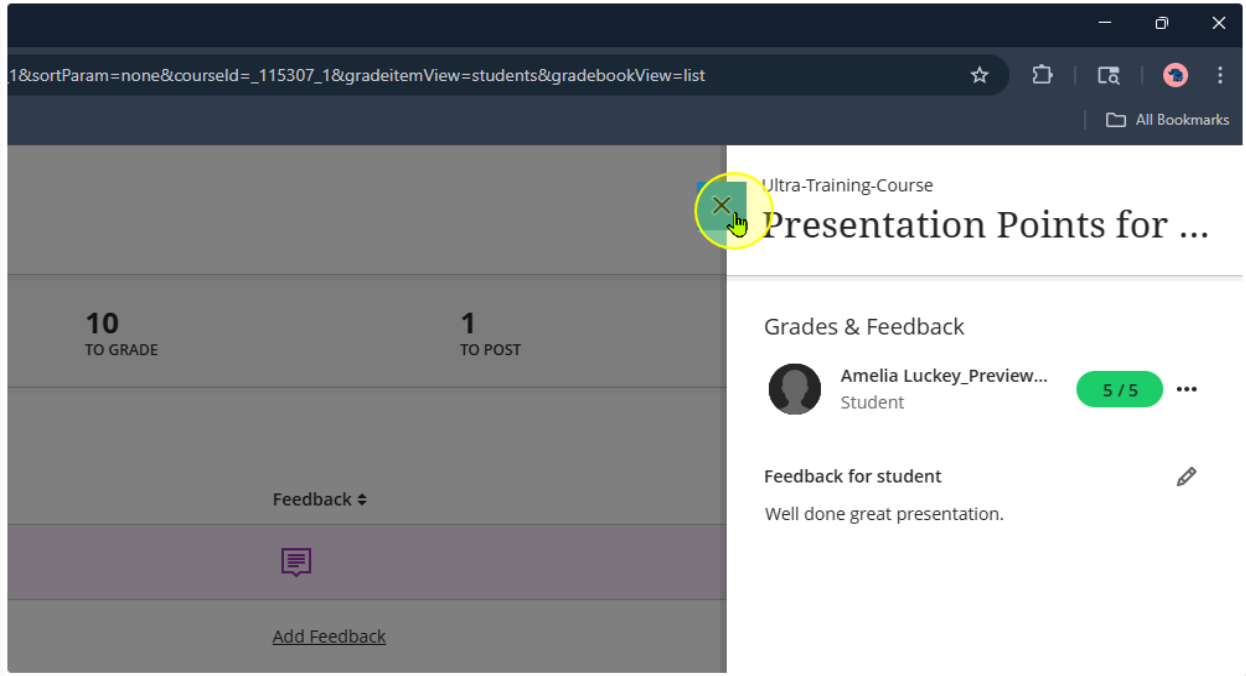 _1&sortParam=none&courseId=_115307_1&gradeitemView=students&gradebookView=list
All Bookmarks
Ultra-Training-Course
Presentation Points for ...
10
TO GRADE
1
TO POST
Grades & Feedback
Amelia Luckey_Preview...
Student
5 / 5
Feedback
Feedback for student
Well done great presentation.
Add Feedback